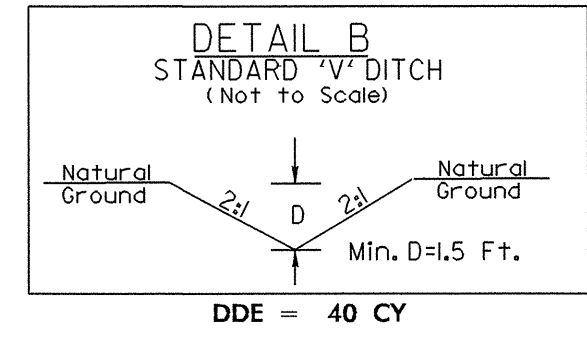 DETAIL B
STANDARD 'V' DITCH
(Not to Scale)
Natural
Ground
2:1
D
2:1
Natural
Ground
Min. D=1.5 Ft.
DDE = 40 CY